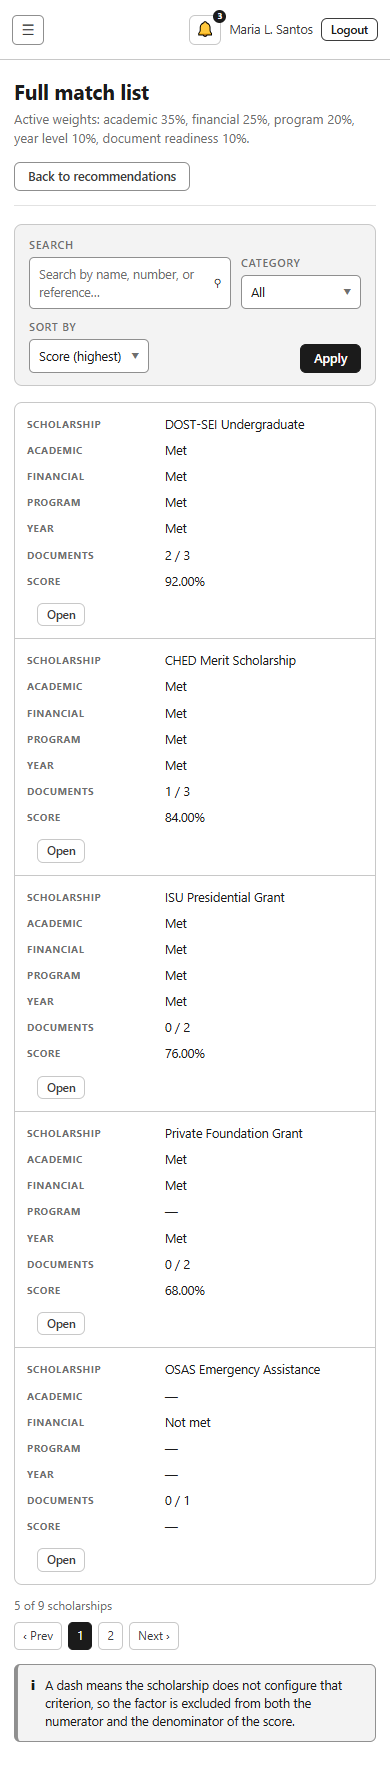 ☰ 3 Maria L. Santos Logout
Full match list
Active weights: academic 35%, financial 25%, program 20%,
year level 10%, document readiness 10%.
Back to recommendations
SEARCH
Search by name, number, or
reference...
CATEGORY
All
SORT BY
Score (highest)
Apply
SCHOLARSHIP DOST-SEI Undergraduate
ACADEMIC Met
FINANCIAL Met
PROGRAM Met
YEAR Met
DOCUMENTS 2 / 3
SCORE 92.00%
Open
SCHOLARSHIP CHED Merit Scholarship
ACADEMIC Met
FINANCIAL Met
PROGRAM Met
YEAR Met
DOCUMENTS 1 / 3
SCORE 84.00%
Open
SCHOLARSHIP ISU Presidential Grant
ACADEMIC Met
FINANCIAL Met
PROGRAM Met
YEAR Met
DOCUMENTS 0 / 2
SCORE 76.00%
Open
SCHOLARSHIP Private Foundation Grant
ACADEMIC Met
FINANCIAL Met
PROGRAM —
YEAR Met
DOCUMENTS 0 / 2
SCORE 68.00%
Open
SCHOLARSHIP OSAS Emergency Assistance
ACADEMIC —
FINANCIAL Not met
PROGRAM —
YEAR —
DOCUMENTS 0 / 1
SCORE —
Open
5 of 9 scholarships
‹ Prev 1 2 Next ›
i A dash means the scholarship does not configure that
criterion, so the factor is excluded from both the
numerator and the denominator of the score.